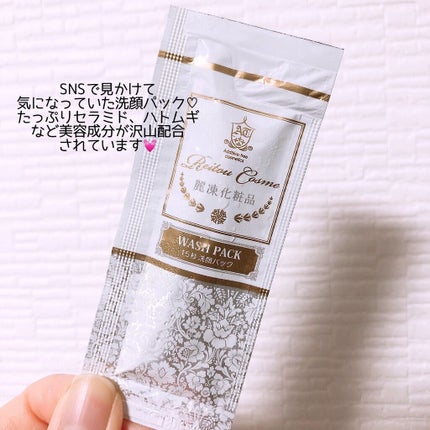 SNSで見かけて
気になっていた洗顔パック♡
たっぷりセラミド、ハトムギ
など美容成分が沢山配合
されています💕
Reitou Cosme
麗凍化粧品
WASH PACK
15秒洗顔パック